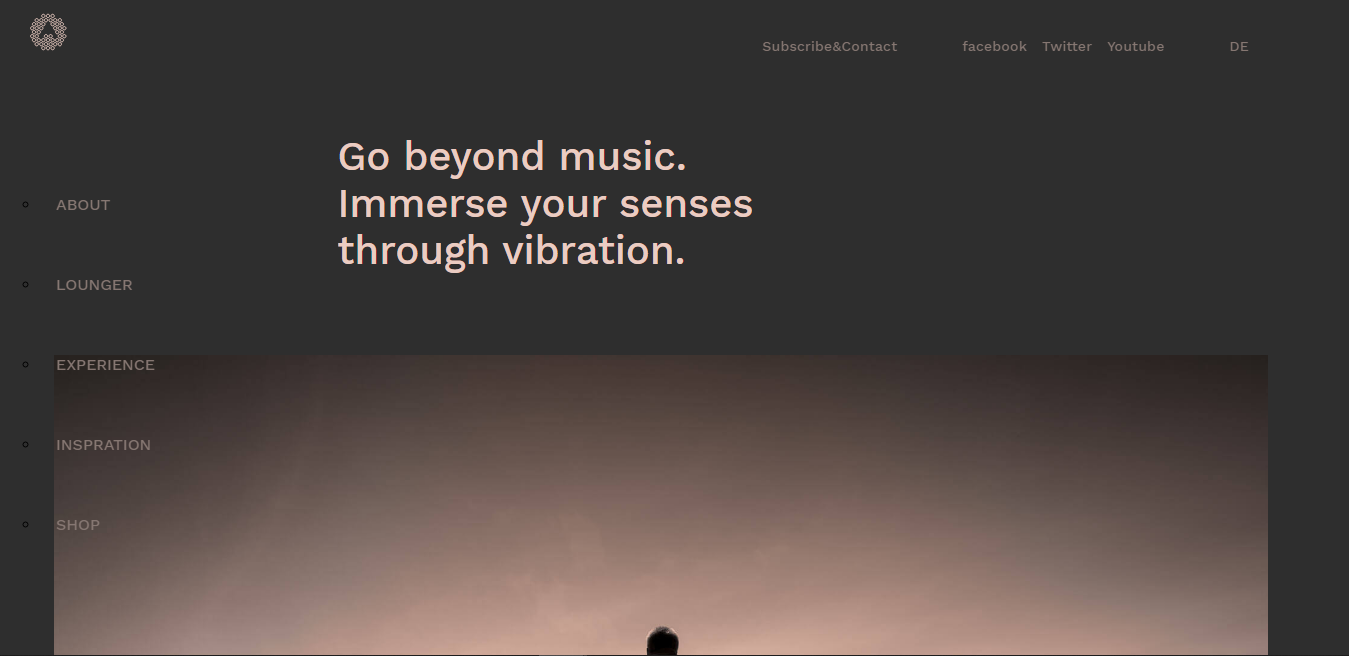 Subscribe&Contact
facebook Twitter Youtube
DE
Go beyond music.
Immerse your senses
through vibration.
ABOUT
LOUNGER
EXPERIENCE
INSPRATION
SHOP